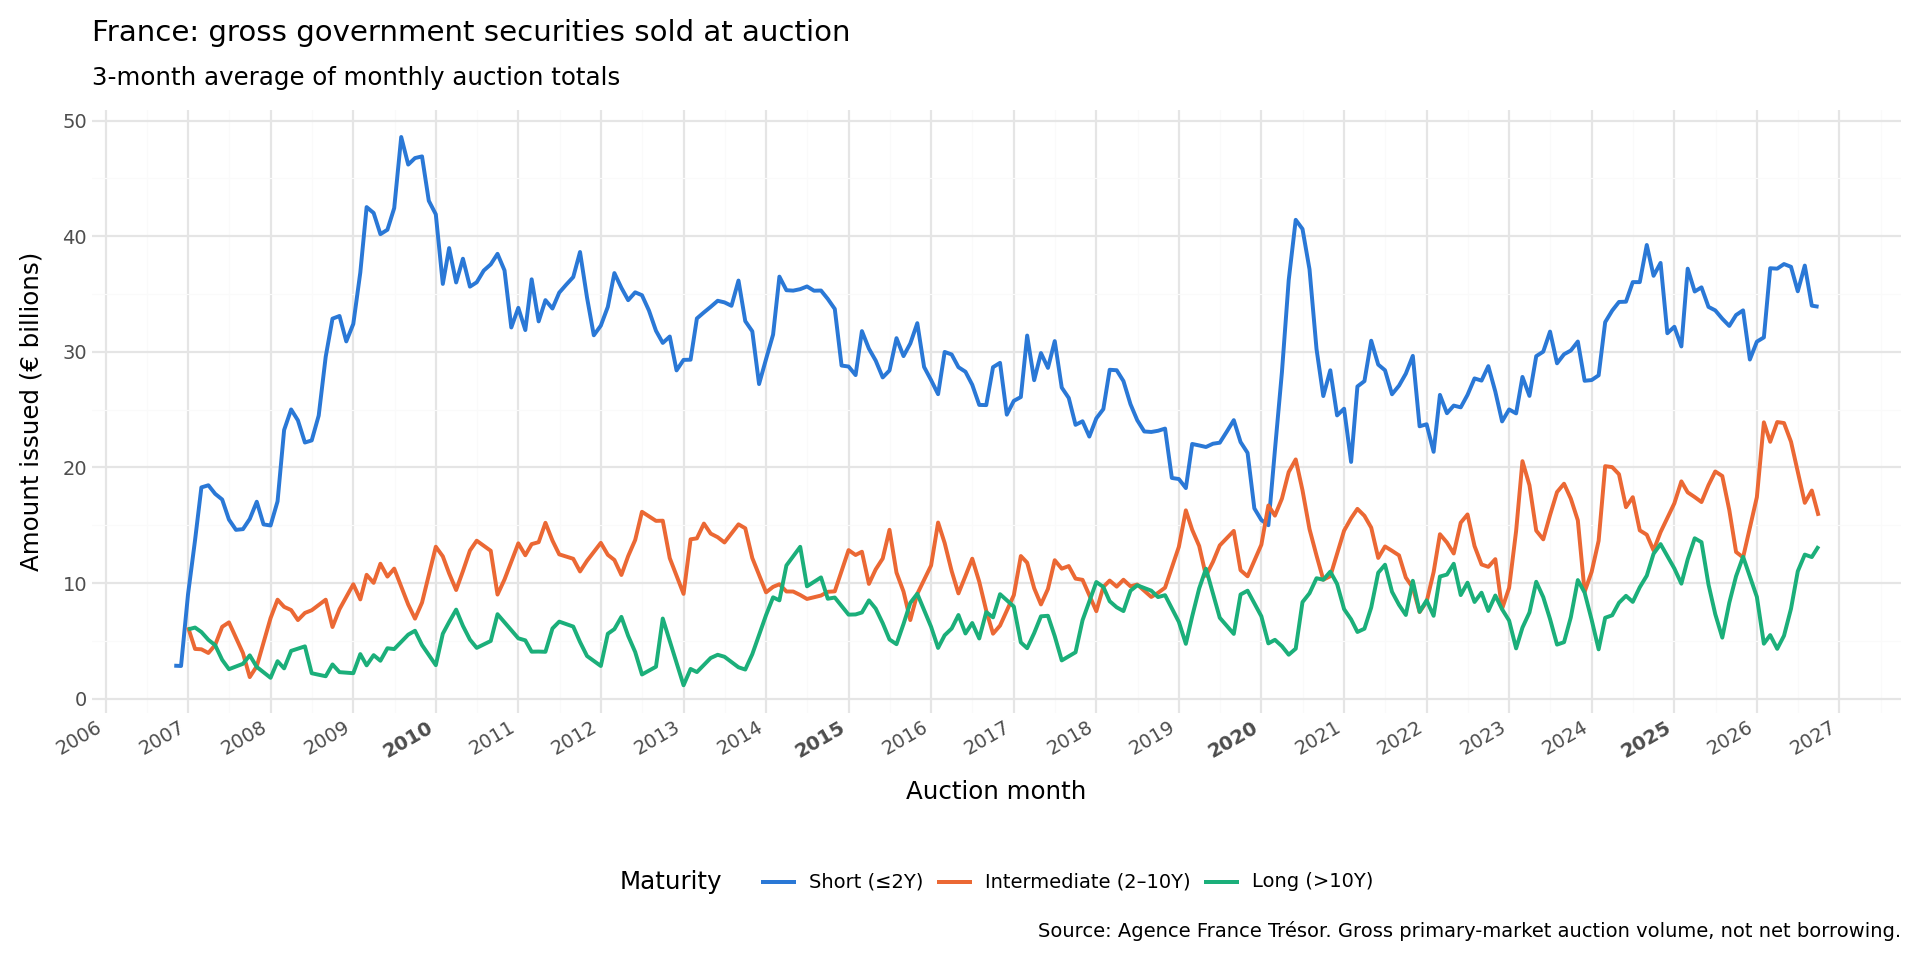 France: gross government securities sold at auction
3-month average of monthly auction totals
Amount issued (€ billions)
50
40
30
20
10
0
2006 2007 2008 2009 2010 2011 2012 2013 2014 2015 2016 2017 2018 2019 2020 2021 2022 2023 2024 2025 2026 2027
Auction month
Maturity Short (≤2Y) Intermediate (2–10Y) Long (>10Y)
Source: Agence France Trésor. Gross primary-market auction volume, not net borrowing.